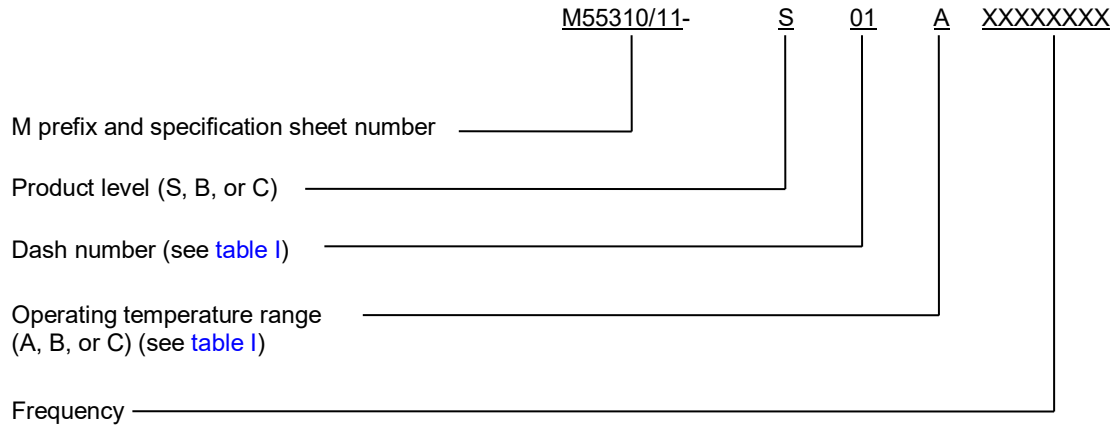 M55310/11- S 01 A XXXXXXXX
M prefix and specification sheet number
Product level (S, B, or C)
Dash number (see table I)
Operating temperature range
(A, B, or C) (see table I)
Frequency